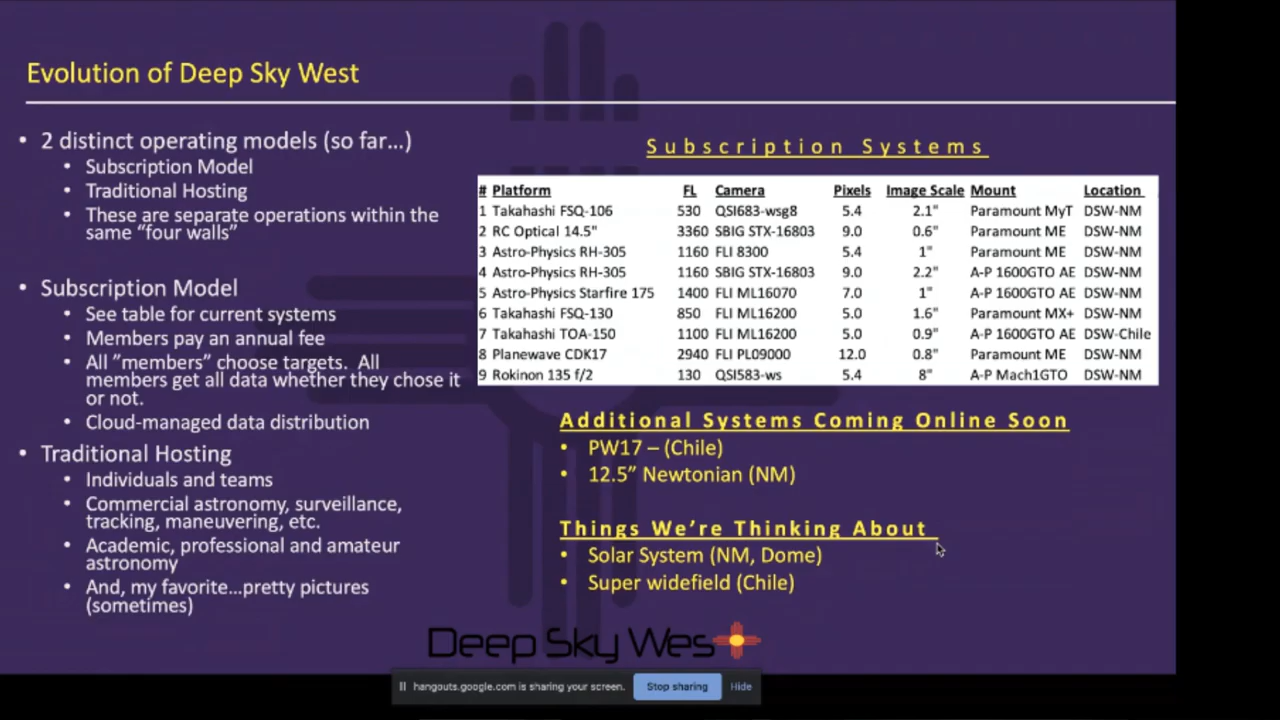 Evolution of Deep Sky West
• 2 distinct operating models (so far…)
• Subscription Model
• Traditional Hosting
• These are separate operations within the
same “four walls”
• Subscription Model
• See table for current systems
• Members pay an annual fee
• All ”members” choose targets. All
members get all data whether they chose it
or not.
• Cloud-managed data distribution
• Traditional Hosting
• Individuals and teams
• Commercial astronomy, surveillance,
tracking, maneuvering, etc.
• Academic, professional and amateur
astronomy
• And, my favorite…pretty pictures
(sometimes)
Subscription Systems
# Platform FL Camera Pixels Image Scale Mount Location
1 Takahashi FSQ-106 530 QSI683-wsg8 5.4 2.1" Paramount MyT DSW-NM
2 RC Optical 14.5" 3360 SBIG STX-16803 9.0 0.6" Paramount ME DSW-NM
3 Astro-Physics RH-305 1160 FLI 8300 5.4 1" Paramount ME DSW-NM
4 Astro-Physics RH-305 1160 SBIG STX-16803 9.0 2.2" A-P 1600GTO AE DSW-NM
5 Astro-Physics Starfire 175 1400 FLI ML16070 7.0 1" A-P 1600GTO AE DSW-NM
6 Takahashi FSQ-130 850 FLI ML16200 5.0 1.6" Paramount MX+ DSW-NM
7 Takahashi TOA-150 1100 FLI ML16200 5.0 0.9" A-P 1600GTO AE DSW-Chile
8 Planewave CDK17 2940 FLI PL09000 12.0 0.8" Paramount ME DSW-NM
9 Rokinon 135 f/2 130 QSI583-ws 5.4 8" A-P Mach1GTO DSW-NM
Additional Systems Coming Online Soon
• PW17 – (Chile)
• 12.5” Newtonian (NM)
Things We’re Thinking About
• Solar System (NM, Dome)
• Super widefield (Chile)
Deep Sky Wes
hangouts.google.com is sharing your screen. Stop sharing Hide